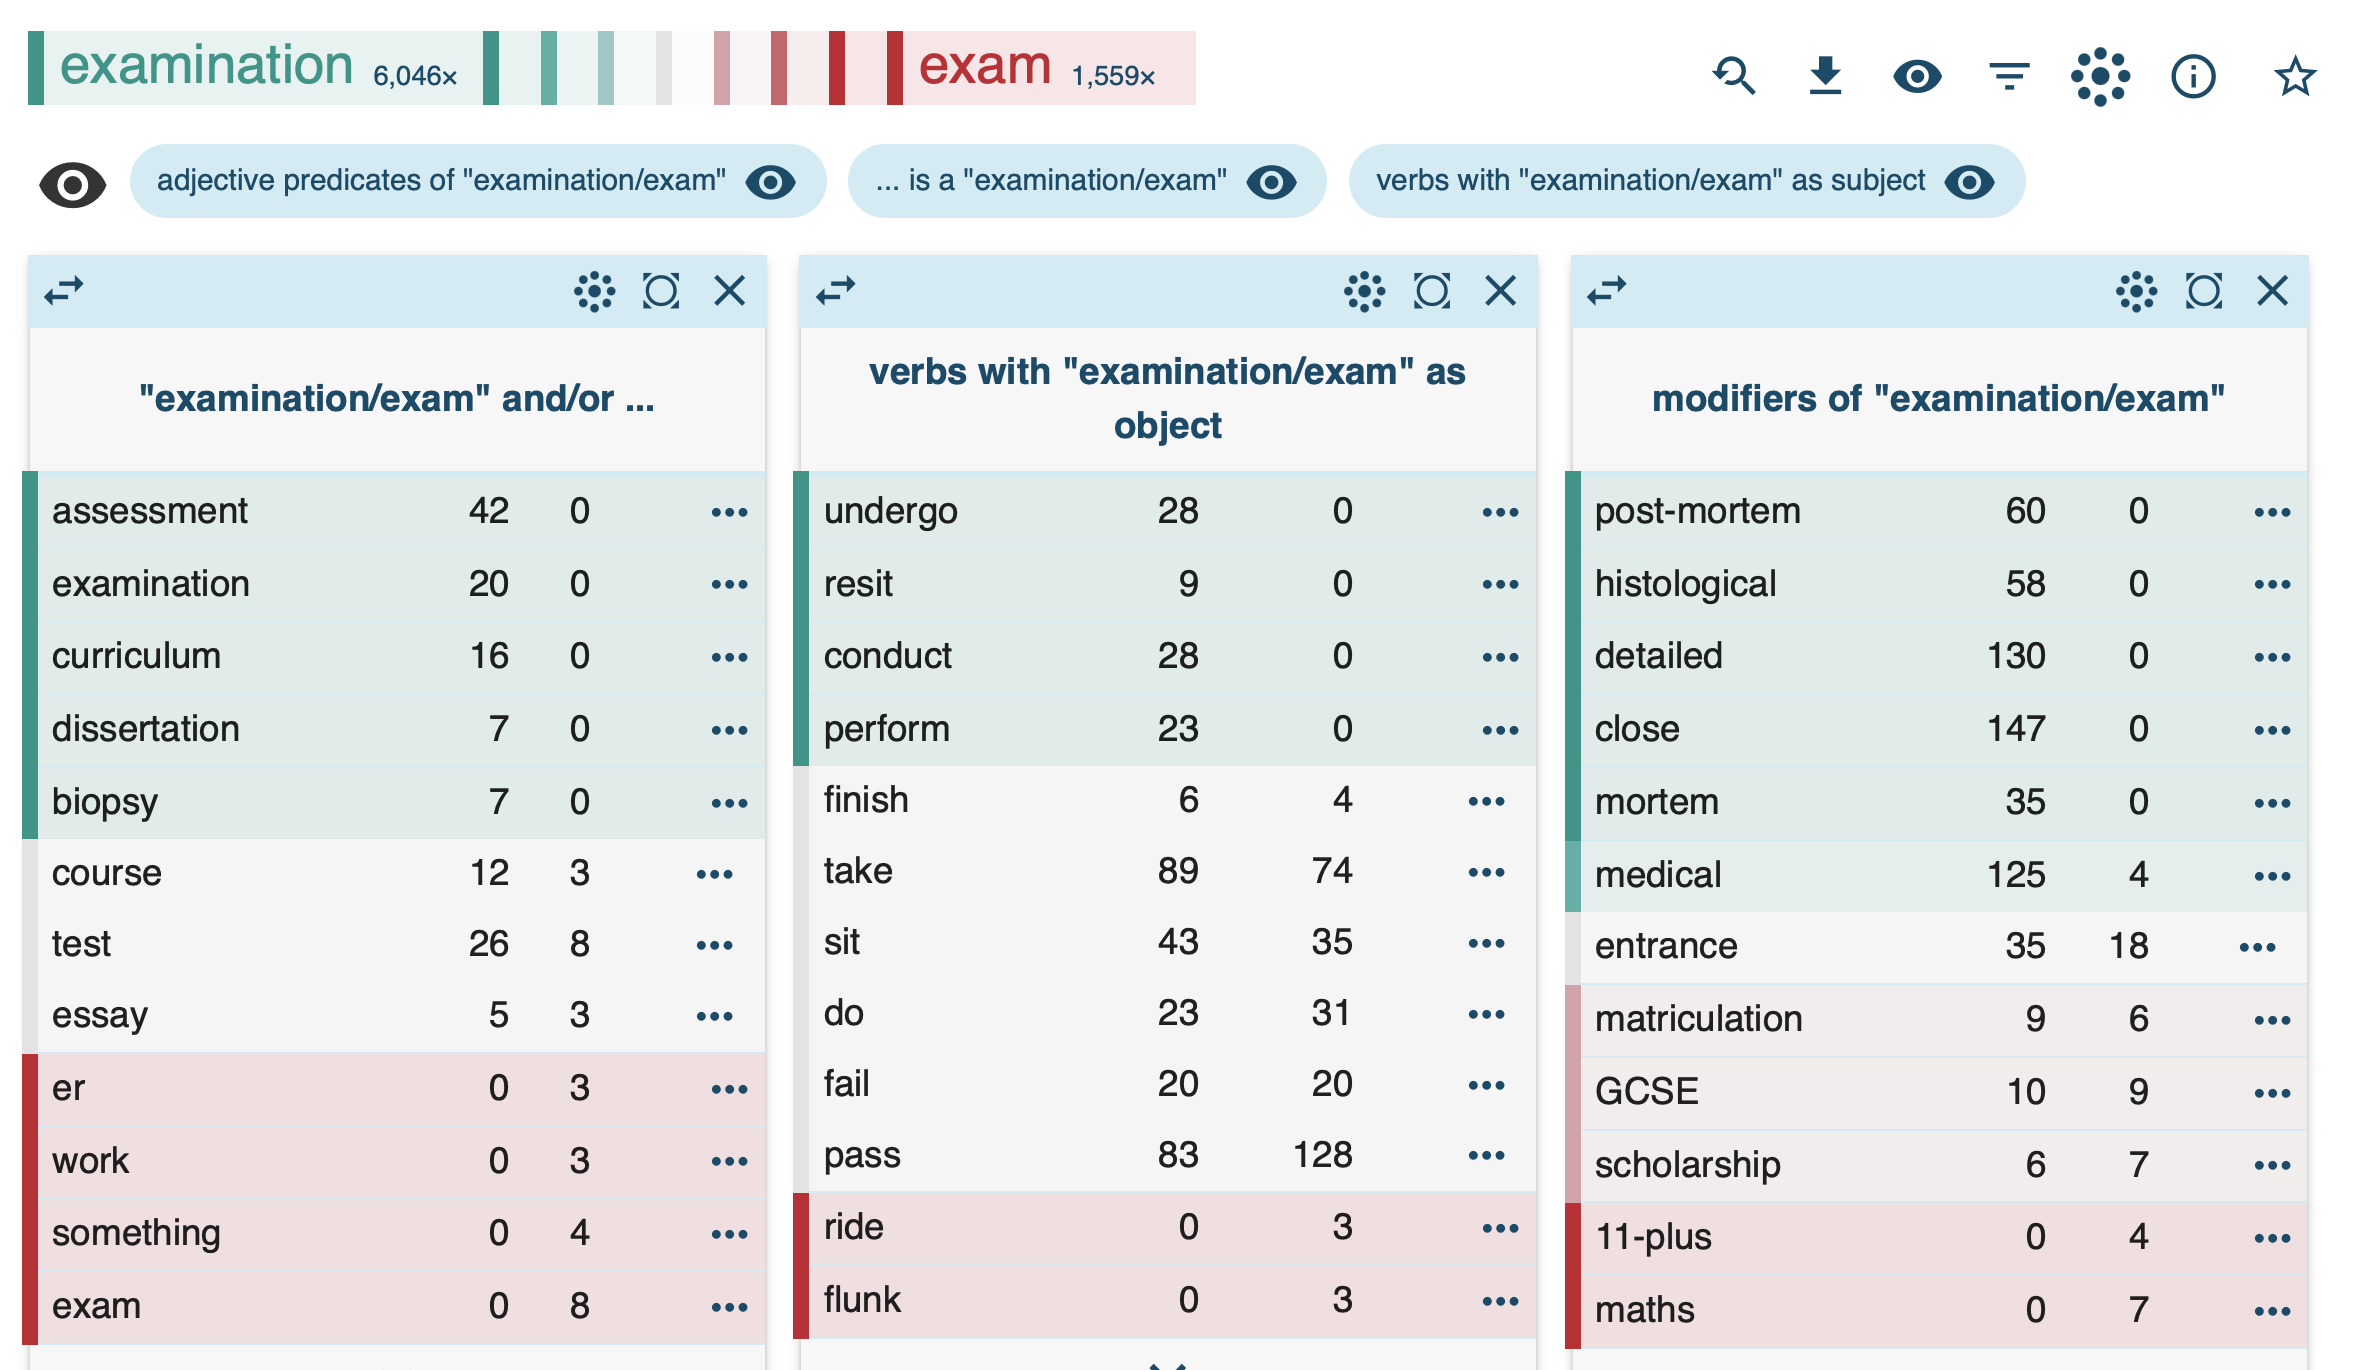 examination 6,046× exam 1,559×
adjective predicates of "examination/exam" ... is a "examination/exam" verbs with "examination/exam" as subject
"examination/exam" and/or ...
assessment 42 0 •••
examination 20 0 •••
curriculum 16 0 •••
dissertation 7 0 •••
biopsy 7 0 •••
course 12 3 •••
test 26 8 •••
essay 5 3 •••
er 0 3 •••
work 0 3 •••
something 0 4 •••
exam 0 8 •••
verbs with "examination/exam" as
object
undergo 28 0 •••
resit 9 0 •••
conduct 28 0 •••
perform 23 0 •••
finish 6 4 •••
take 89 74 •••
sit 43 35 •••
do 23 31 •••
fail 20 20 •••
pass 83 128 •••
ride 0 3 •••
flunk 0 3 •••
modifiers of "examination/exam"
post-mortem 60 0 •••
histological 58 0 •••
detailed 130 0 •••
close 147 0 •••
mortem 35 0 •••
medical 125 4 •••
entrance 35 18 •••
matriculation 9 6 •••
GCSE 10 9 •••
scholarship 6 7 •••
11-plus 0 4 •••
maths 0 7 •••